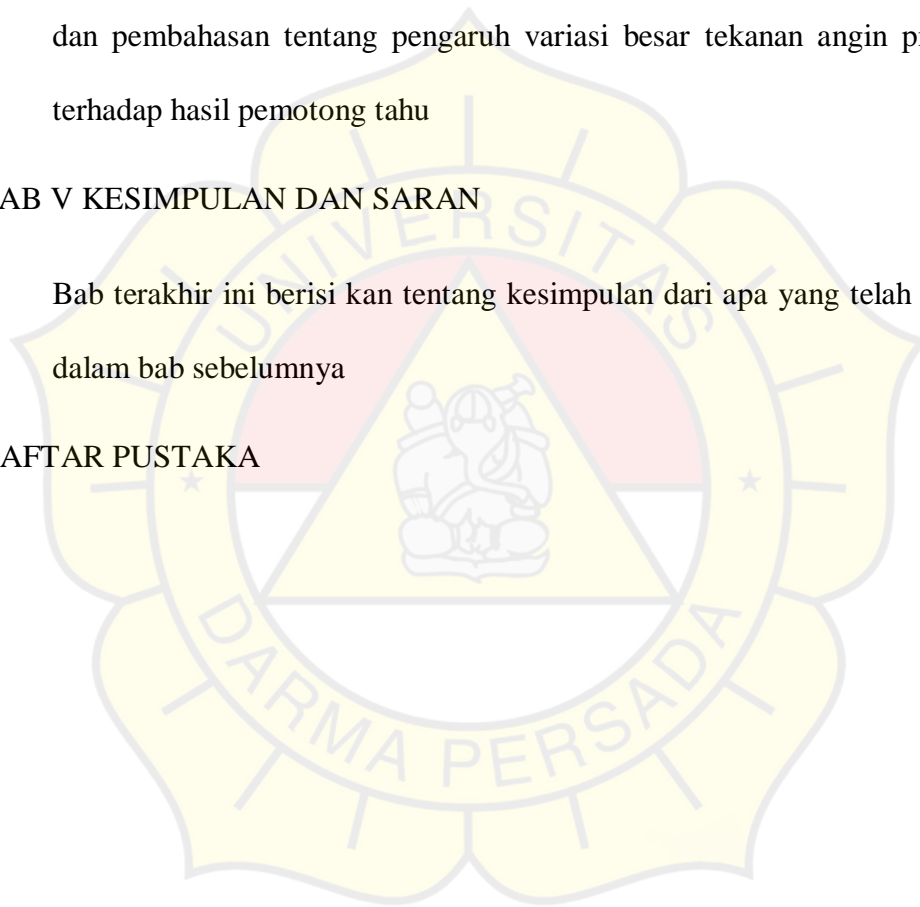 dan pembahasan tentang pengaruh variasi besar tekanan angin
terhadap hasil pemotong tahu
AB V KESIMPULAN DAN SARAN
UNIVERSITAS
Bab terakhir ini berisi kan tentang kesimpulan dari apa yang telah
dalam bab sebelumnya
AFTAR PUSTAKA
DARMA PERSADA